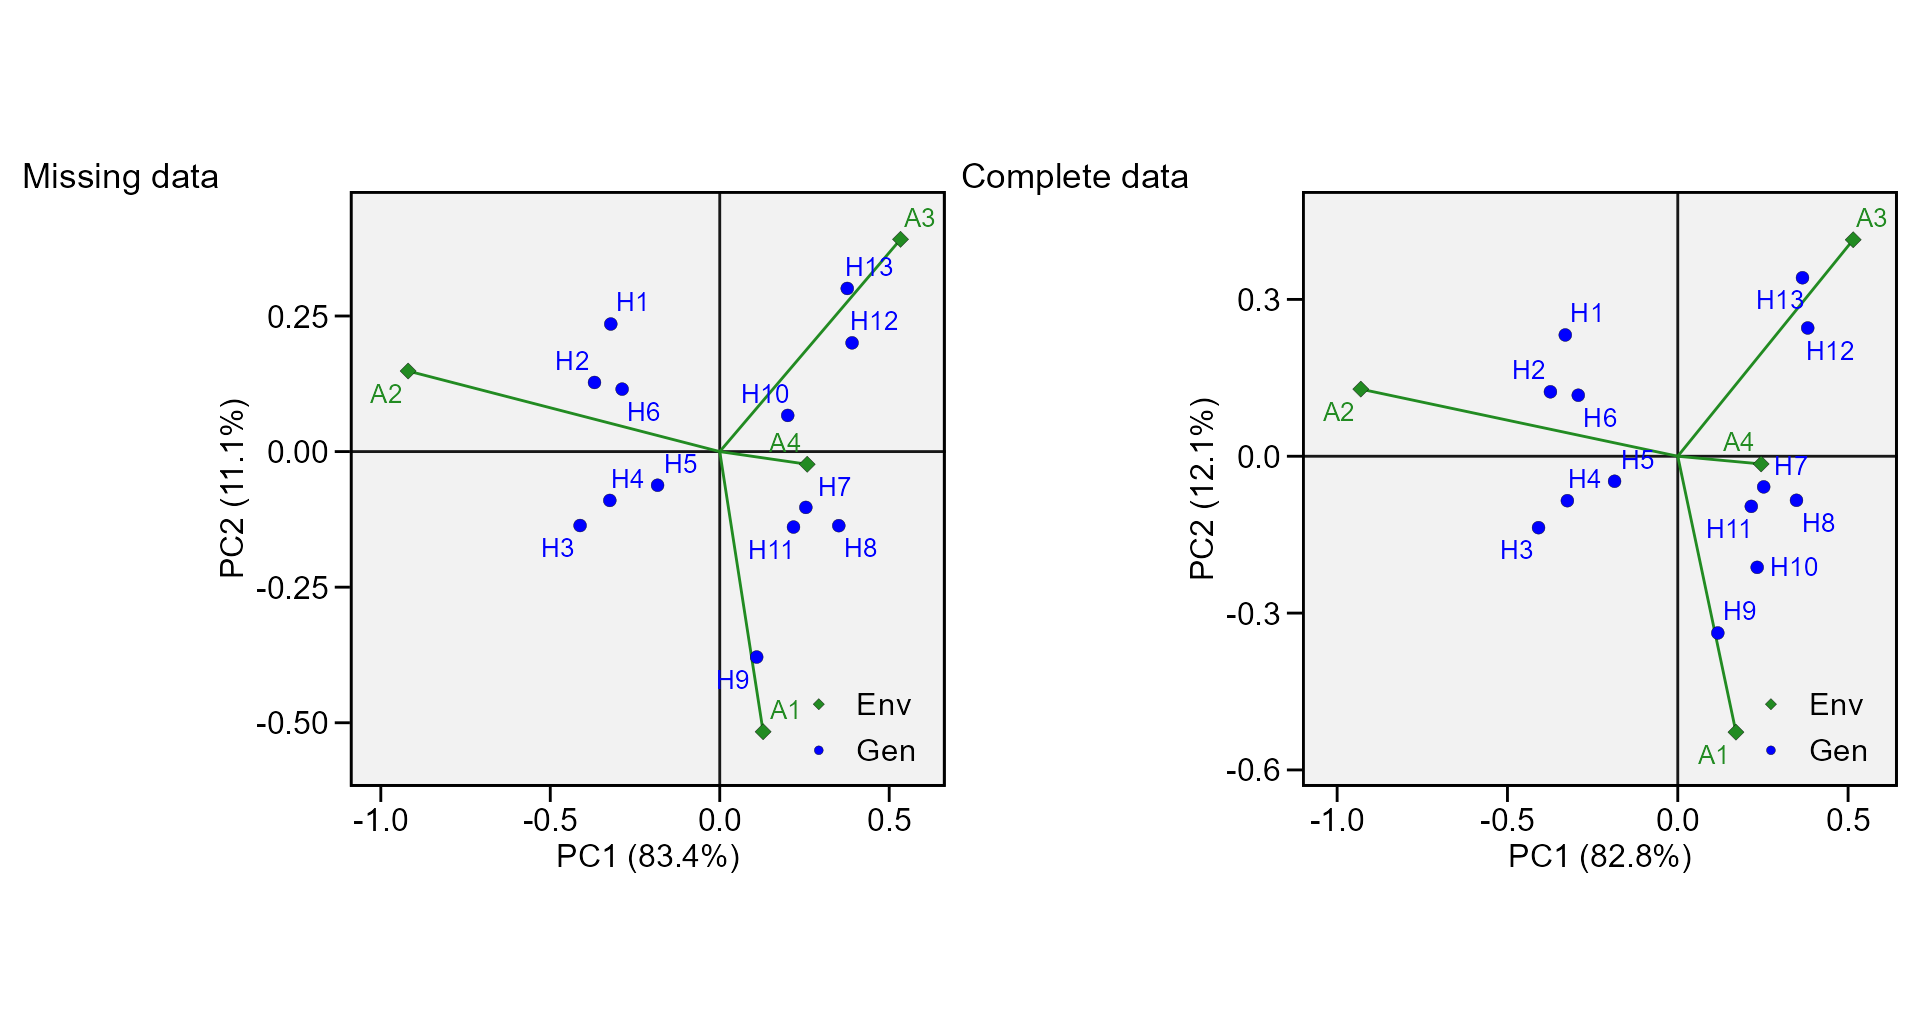 Missing data
A3
H13
H1
H12
0.25
H2
H10
A2
H6
A4
0.00
H5
H4
H7
H3
H11
H8
-0.25
H9
A1
Env
-0.50
Gen
-1.0
-0.5
0.0
0.5
PC1 (83.4%)
PC2 (11.1%)
Complete data
A3
0.3
H13
H1
H12
H2
A2
H6
A4
0.0
H5
H7
H4
H11
H8
H3
H10
-0.3
H9
Env
A1
Gen
-0.6
-1.0
-0.5
0.0
0.5
PC1 (82.8%)
PC2 (12.1%)